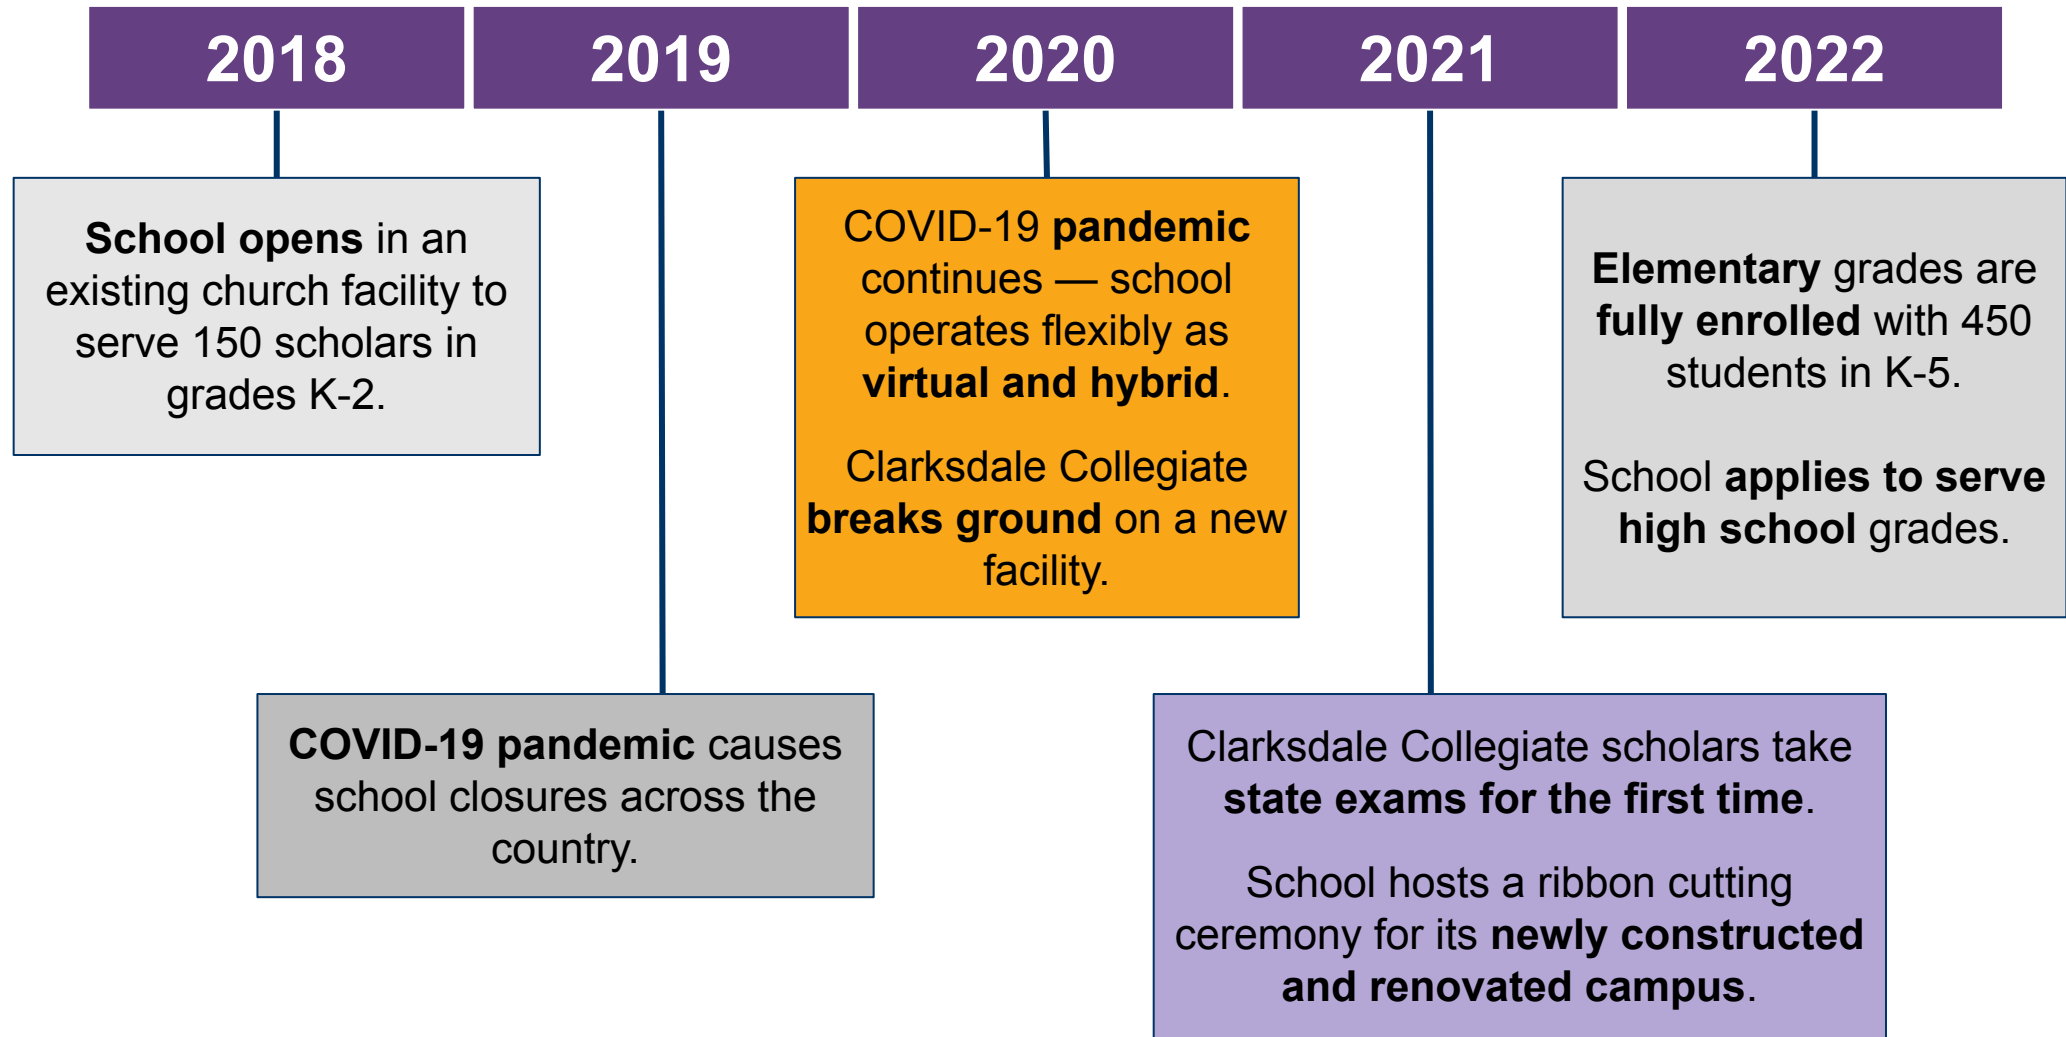 2018
2019
2020
2021
2022
School opens in an
existing church facility to
serve 150 scholars in
grades K-2.
COVID-19 pandemic causes
school closures across the
country.
COVID-19 pandemic
continues — school
operates flexibly as
virtual and hybrid.
Clarksdale Collegiate
breaks ground on a new
facility.
Clarksdale Collegiate scholars take
state exams for the first time.
School hosts a ribbon cutting
ceremony for its newly constructed
and renovated campus.
Elementary grades are
fully enrolled with 450
students in K-5.
School applies to serve
high school grades.